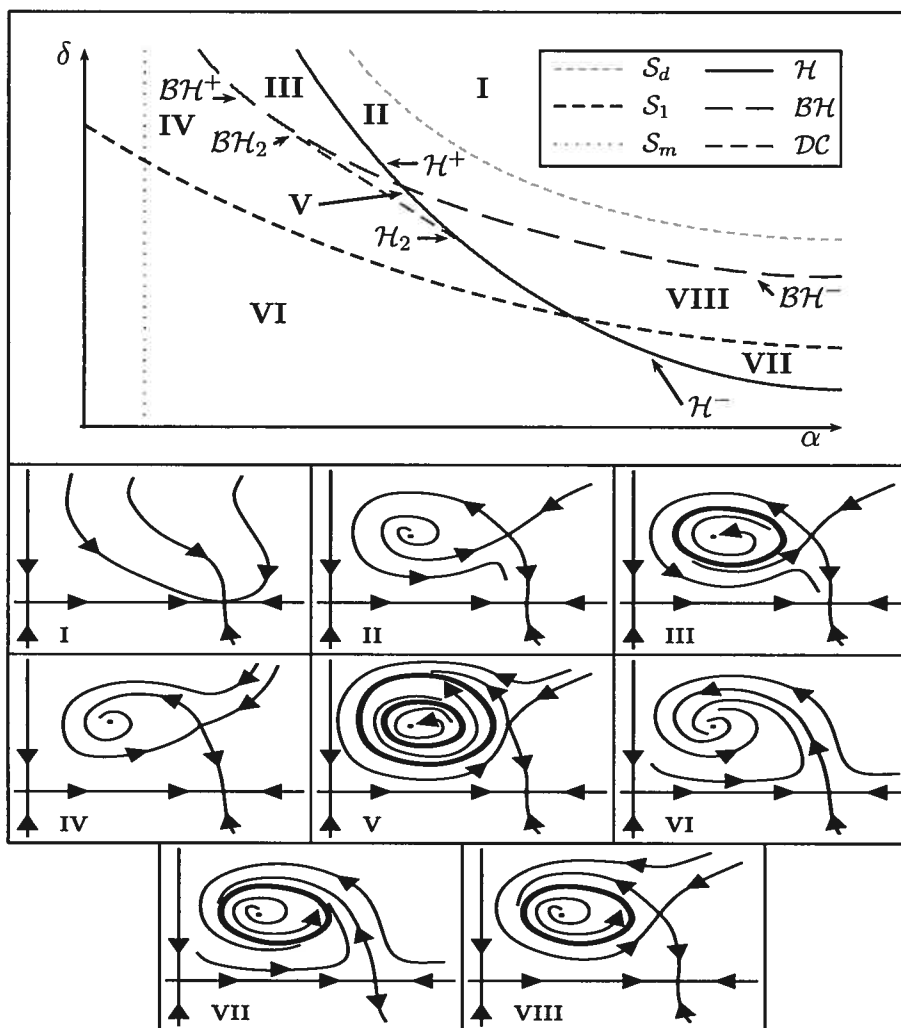 δ
I
S_d H
S_1 BH
S_m DC
BH^+
III
II
IV
BH_2
H^+
V
H_2
VIII
BH^-
VI
VII
H^-
α
I
II
III
IV
V
VI
VII
VIII